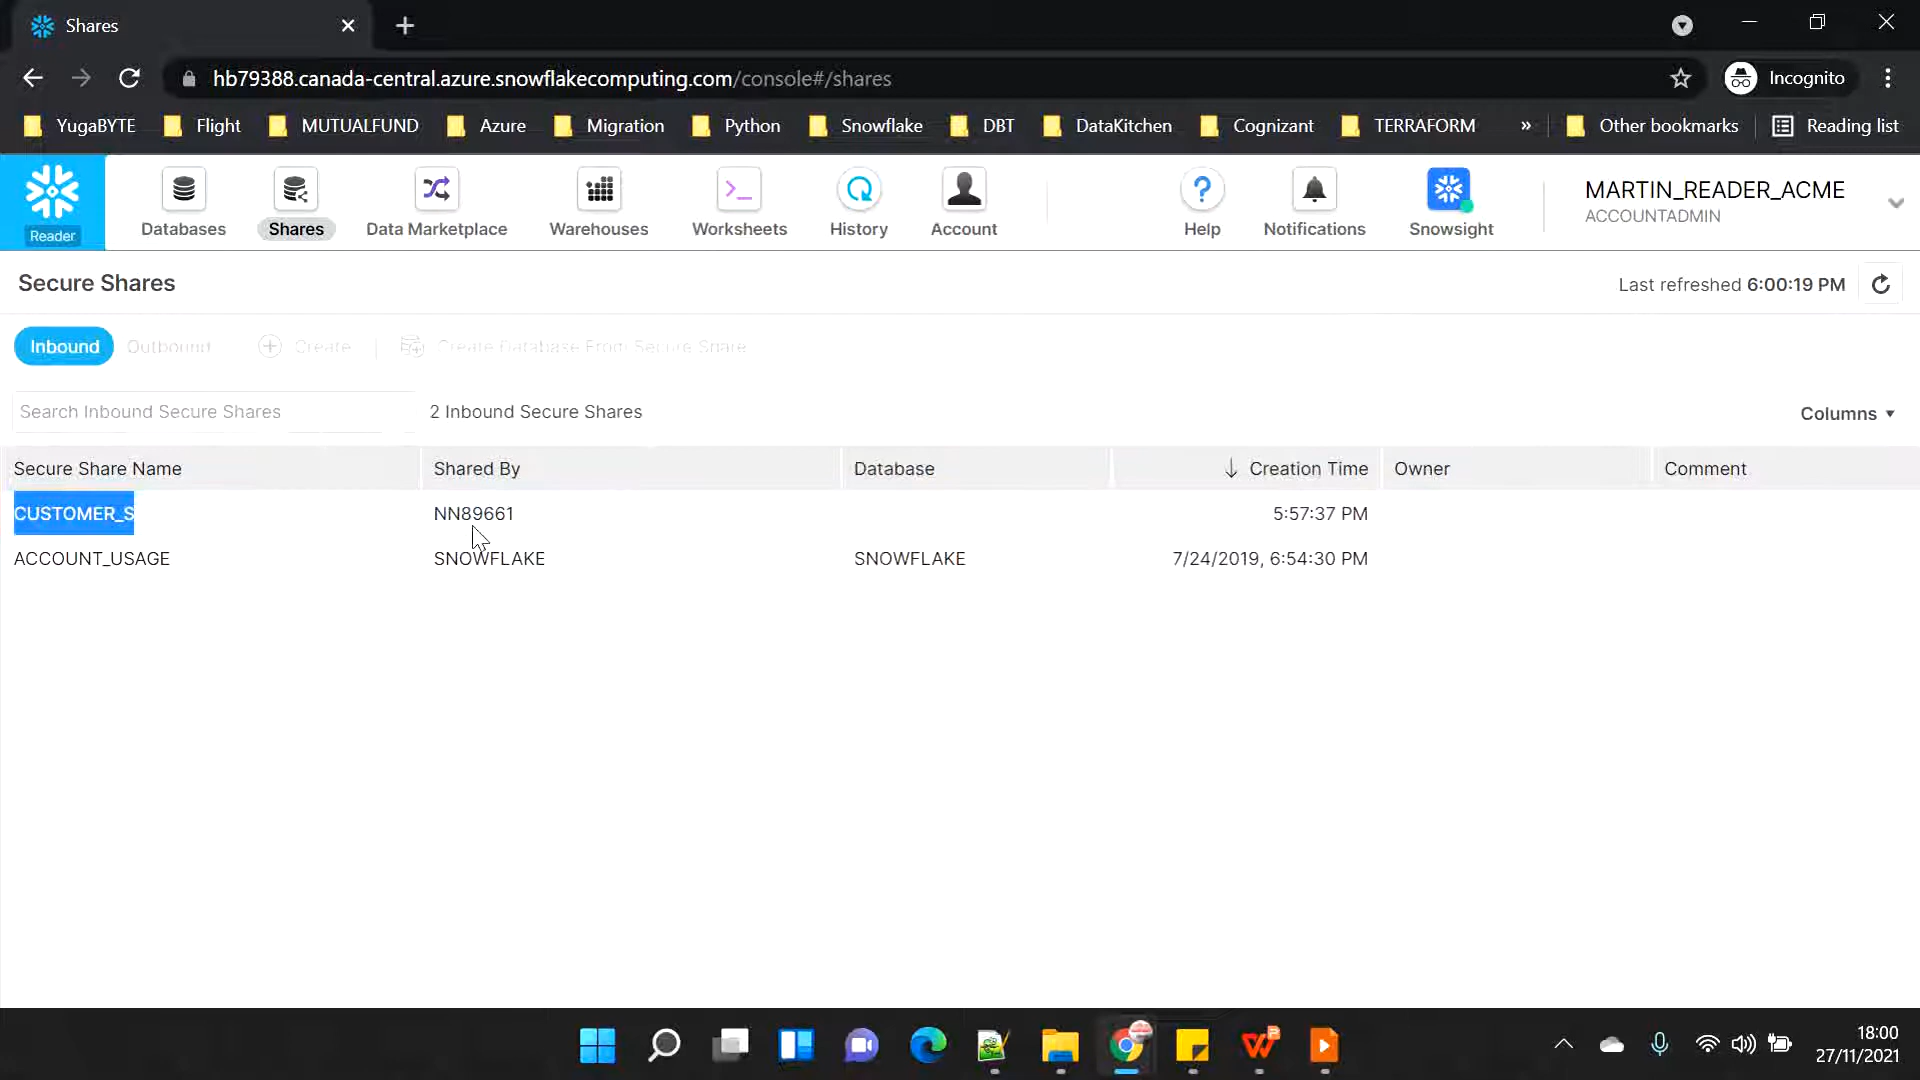 Shares
hb79388.canada-central.azure.snowflakecomputing.com/console#/shares
Incognito
YugaBYTE Flight MUTUALFUND Azure Migration Python Snowflake DBT DataKitchen Cognizant TERRAFORM » Other bookmarks Reading list
Reader
Databases Shares Data Marketplace Warehouses Worksheets History Account Help Notifications Snowsight
MARTIN_READER_ACME
ACCOUNTADMIN
Secure Shares
Last refreshed 6:00:19 PM
Inbound Outbound Create Create Database From Secure Share
Search Inbound Secure Shares 2 Inbound Secure Shares Columns
Secure Share Name Shared By Database Creation Time Owner Comment
CUSTOMER_S NN89661 5:57:37 PM
ACCOUNT_USAGE SNOWFLAKE SNOWFLAKE 7/24/2019, 6:54:30 PM
18:00
27/11/2021